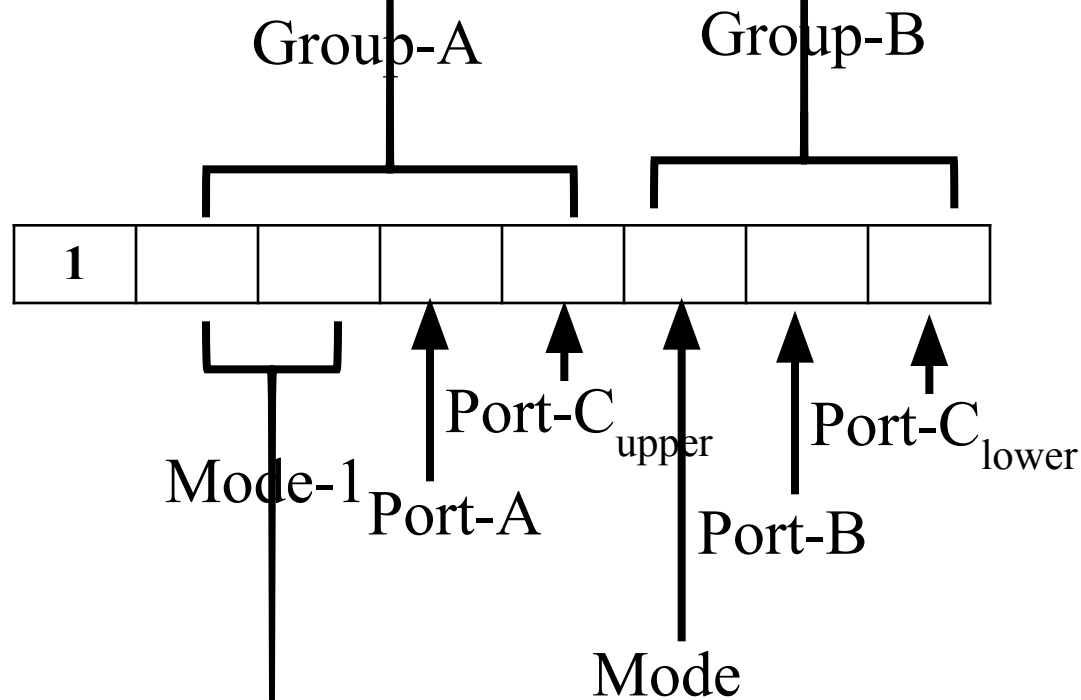 Group-A
Group-B
1
Port-C upper
Port-C lower
Mode-1
Port-A
Port-B
Mode